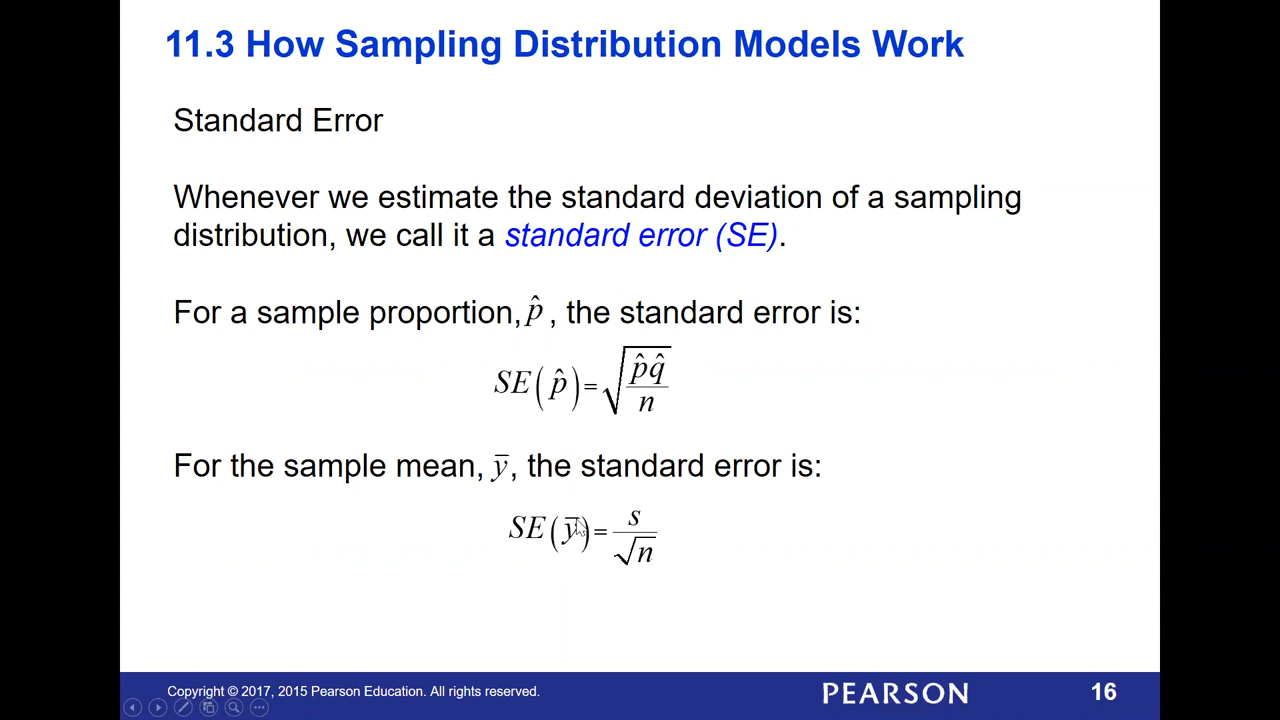 11.3 How Sampling Distribution Models Work
Standard Error
Whenever we estimate the standard deviation of a sampling
distribution, we call it a standard error (SE).
For a sample proportion, p̂ , the standard error is:
SE(p̂) = √(p̂q̂/n)
For the sample mean, ȳ, the standard error is:
SE(ȳ) = s/√n
Copyright © 2017, 2015 Pearson Education. All rights reserved.
PEARSON
16